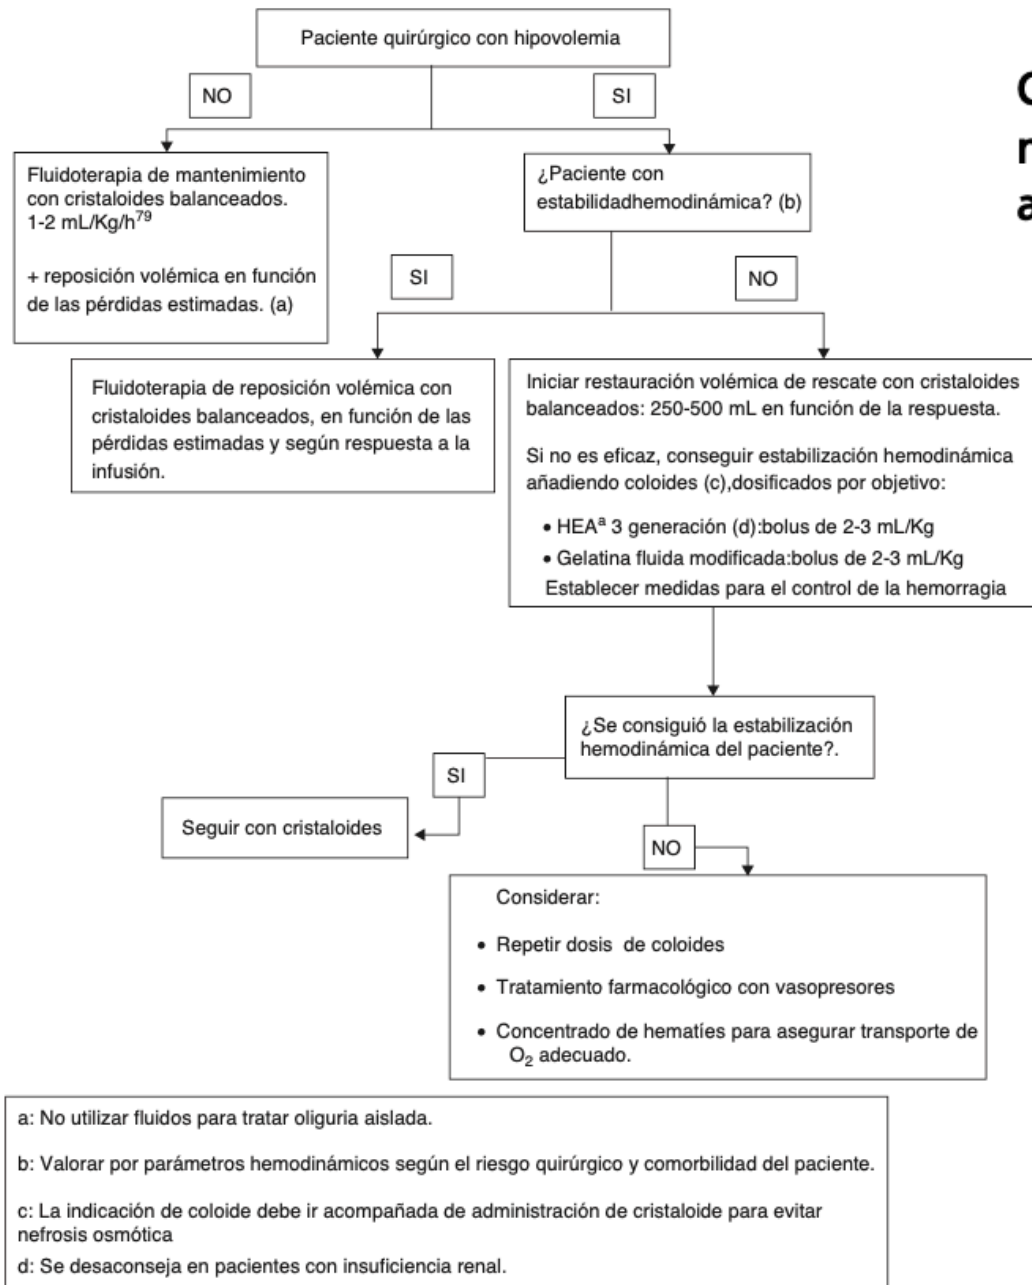 Paciente quirúrgico con hipovolemia
NO
SI
Fluidoterapia de mantenimiento
con cristaloides balanceados.
1-2 mL/Kg/h79
+ reposición volémica en función
de las pérdidas estimadas. (a)
¿Paciente con
estabilidadhemodinámica? (b)
SI
NO
Fluidoterapia de reposición volémica con
cristaloides balanceados, en función de las
pérdidas estimadas y según respuesta a la
infusión.
Iniciar restauración volémica de rescate con cristaloides
balanceados: 250-500 mL en función de la respuesta.
Si no es eficaz, conseguir estabilización hemodinámica
añadiendo coloides (c),dosificados por objetivo:
• HEAª 3 generación (d):bolus de 2-3 mL/Kg
• Gelatina fluida modificada:bolus de 2-3 mL/Kg
Establecer medidas para el control de la hemorragia
¿Se consiguió la estabilización
hemodinámica del paciente?.
SI
Seguir con cristaloides
NO
Considerar:
• Repetir dosis de coloides
• Tratamiento farmacológico con vasopresores
• Concentrado de hematíes para asegurar transporte de
O2 adecuado.
a: No utilizar fluidos para tratar oliguria aislada.
b: Valorar por parámetros hemodinámicos según el riesgo quirúrgico y comorbilidad del paciente.
c: La indicación de coloide debe ir acompañada de administración de cristaloide para evitar
nefrosis osmótica
d: Se desaconseja en pacientes con insuficiencia renal.